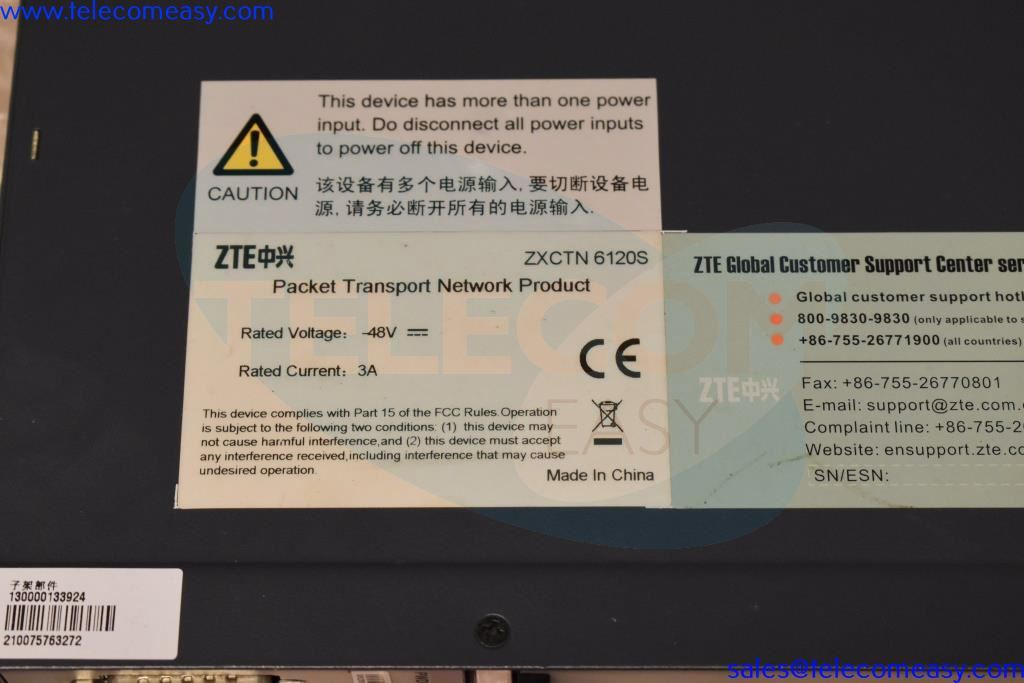 www.telecomeasy.com
This device has more than one power
input. Do disconnect all power inputs
to power off this device.
CAUTION
该设备有多个电源输入, 要切断设备电
源, 请务必断开所有的电源输入.
ZTE中兴
ZXCTN 6120S
Packet Transport Network Product
Rated Voltage: -48V
Rated Current: 3A
This device complies with Part 15 of the FCC Rules.Operation
is subject to the following two conditions: (1) this device may
not cause harmful interference,and (2) this device must accept
any interference received,including interference that may cause
undesired operation.
CE
Made In China
TELECOM
EASY
ZTE Global Customer Support Center ser
Global customer support hotl
800-9830-9830 (only applicable to s
+86-755-26771900 (all countries)
ZTE中兴
Fax: +86-755-26770801
E-mail: support@zte.com.c
Complaint line: +86-755-26
Website: ensupport.zte.co
SN/ESN:
子架部件
130000133924
210075763272
sales@telecomeasy.com